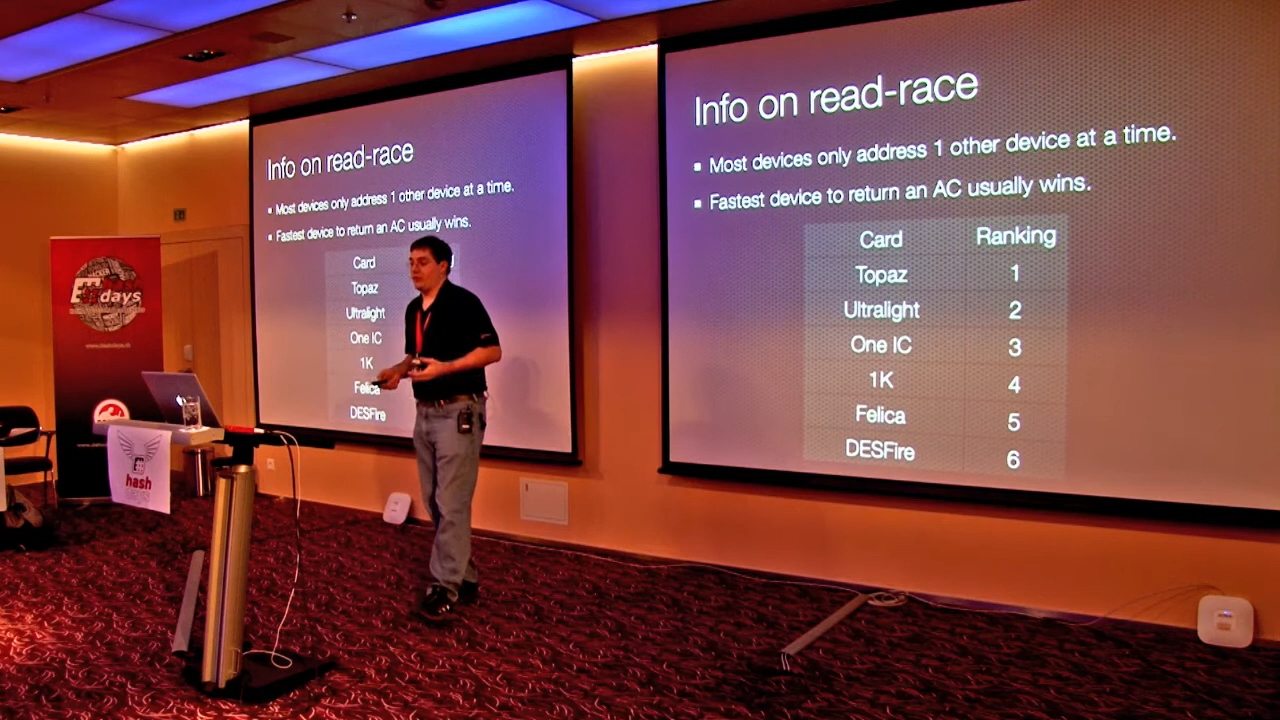 Info on read-race
Most devices only address 1 other device at a time.
Fastest device to return an AC usually wins.
Card
Topaz
Ultralight
One IC
1K
Felica
DESFire
Info on read-race
Most devices only address 1 other device at a time.
Fastest device to return an AC usually wins.
Card Ranking
Topaz 1
Ultralight 2
One IC 3
1K 4
Felica 5
DESFire 6
days
hash